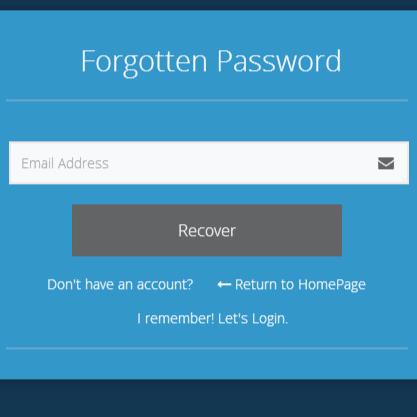 Forgotten Password
Email Address
Recover
Don't have an account? Return to HomePage
I remember! Let's Login.